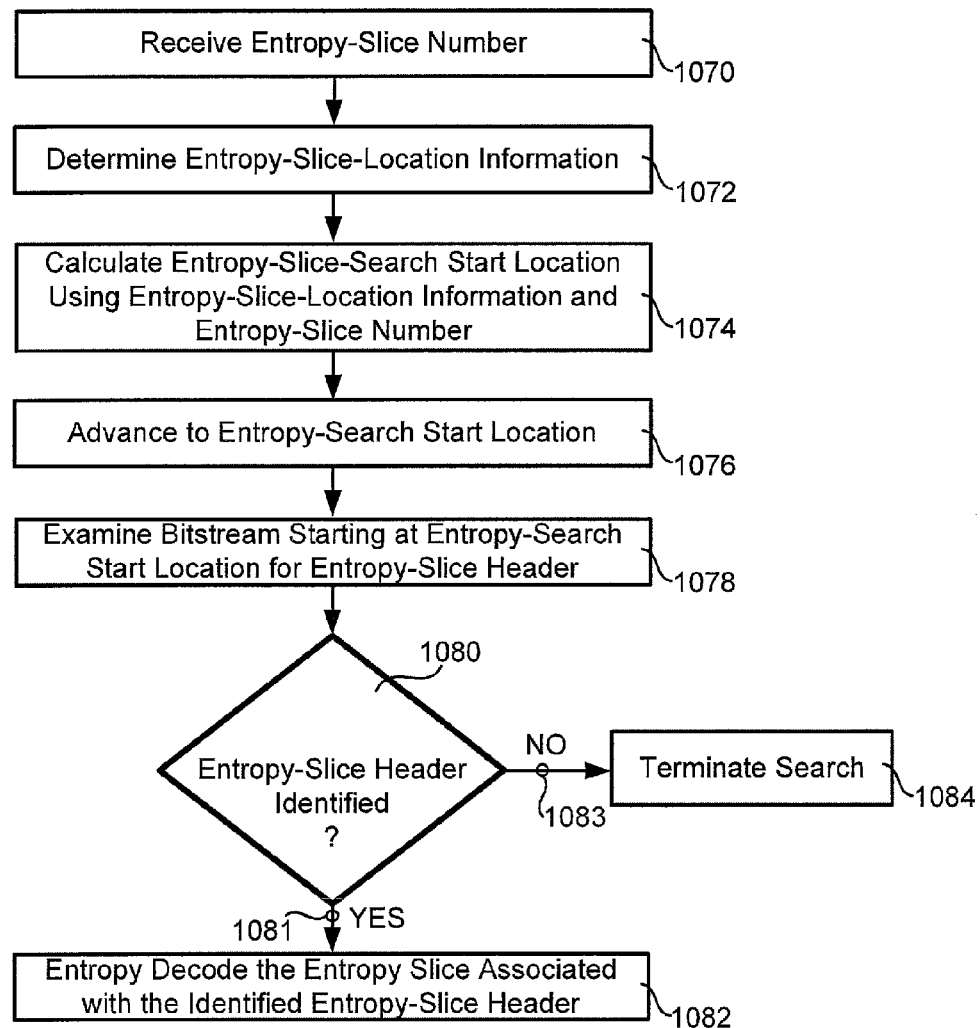 Receive Entropy-Slice Number
1070
Determine Entropy-Slice-Location Information
1072
Calculate Entropy-Slice-Search Start Location
Using Entropy-Slice-Location Information and
Entropy-Slice Number
1074
Advance to Entropy-Search Start Location
1076
Examine Bitstream Starting at Entropy-Search
Start Location for Entropy-Slice Header
1078
1080
Entropy-Slice Header
Identified
?
NO
1083
Terminate Search
1084
1081
YES
Entropy Decode the Entropy Slice Associated
with the Identified Entropy-Slice Header
1082